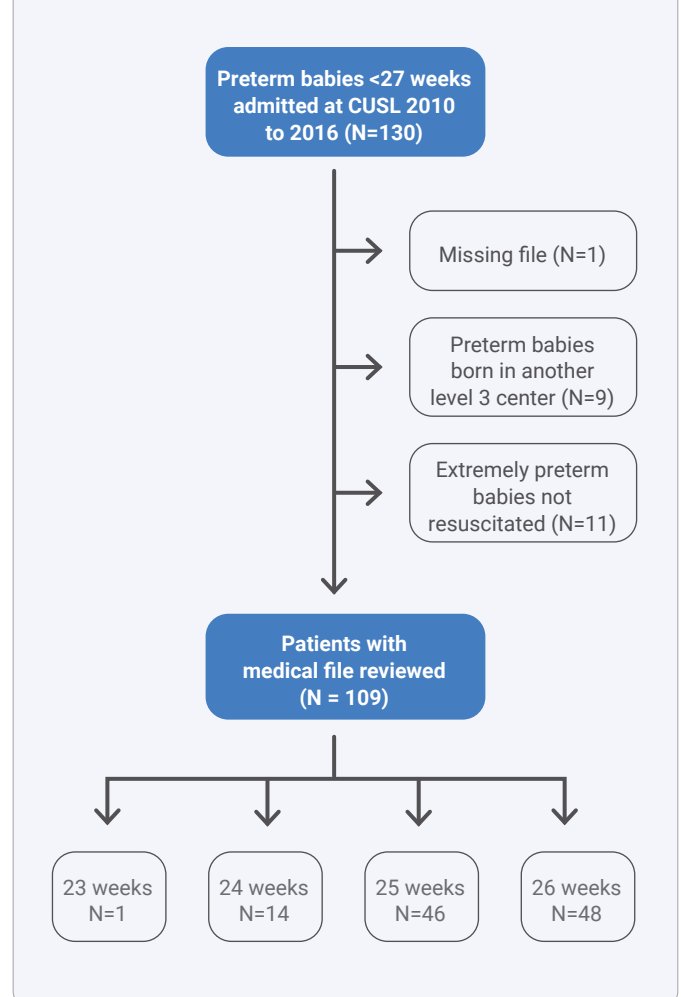 Preterm babies <27 weeks
admitted at CUSL 2010
to 2016 (N=130)
Missing file (N=1)
Preterm babies
born in another
level 3 center (N=9)
Extremely preterm
babies not
resuscitated (N=11)
Patients with
medical file reviewed
(N = 109)
23 weeks
N=1
24 weeks
N=14
25 weeks
N=46
26 weeks
N=48